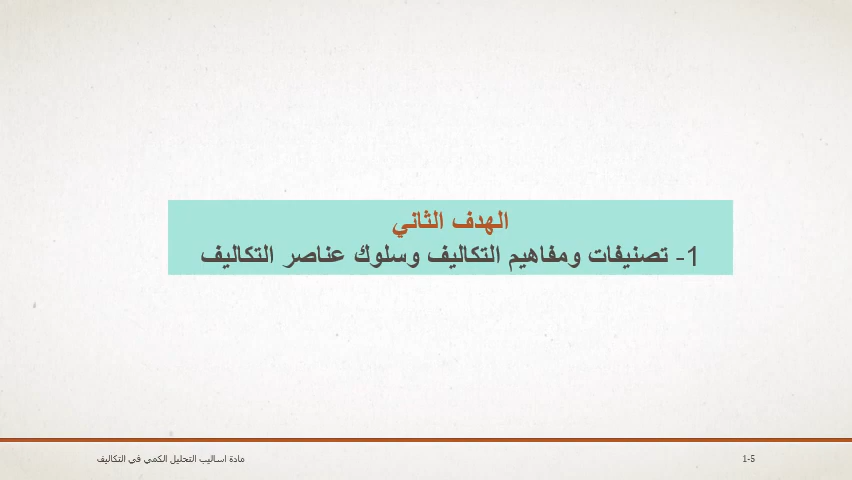 الهدف الثاني
1- تصنيفات ومفاهيم التكاليف وسلوك عناصر التكاليف
مادة اساليب التحليل الكمي في التكاليف
1-5